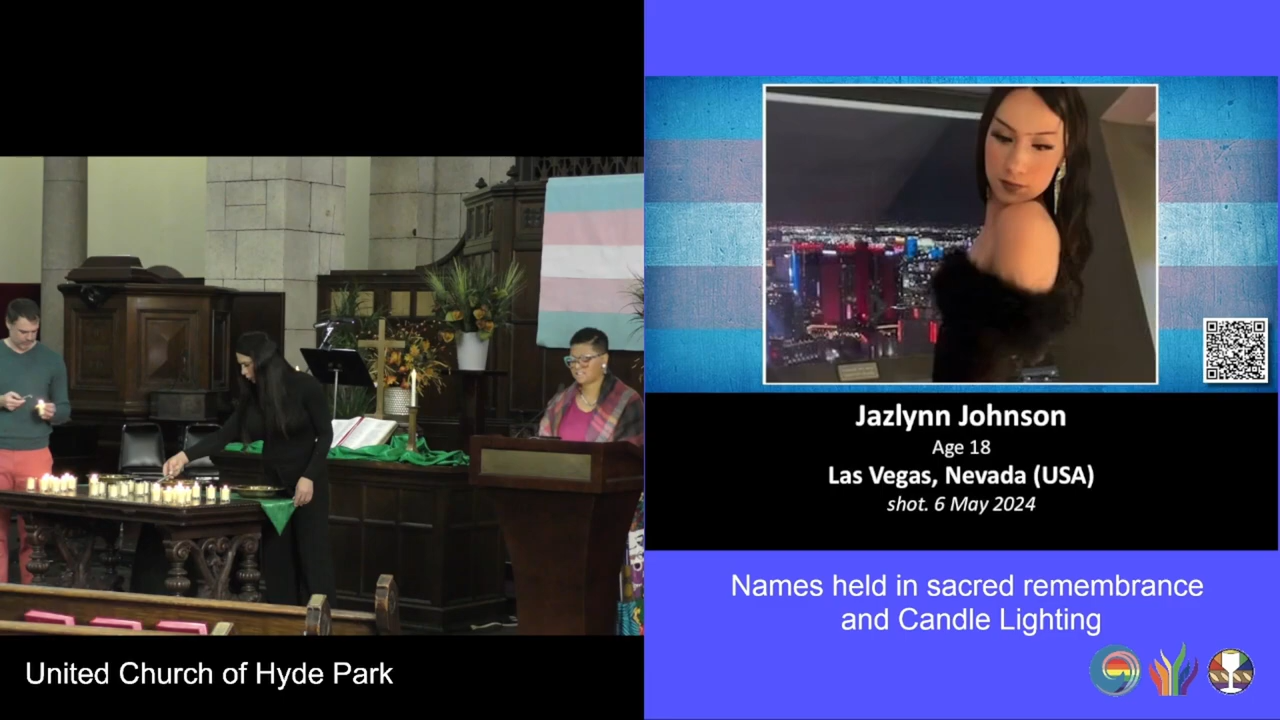 Jazlynn Johnson
Age 18
Las Vegas, Nevada (USA)
shot. 6 May 2024
Names held in sacred remembrance
and Candle Lighting
United Church of Hyde Park